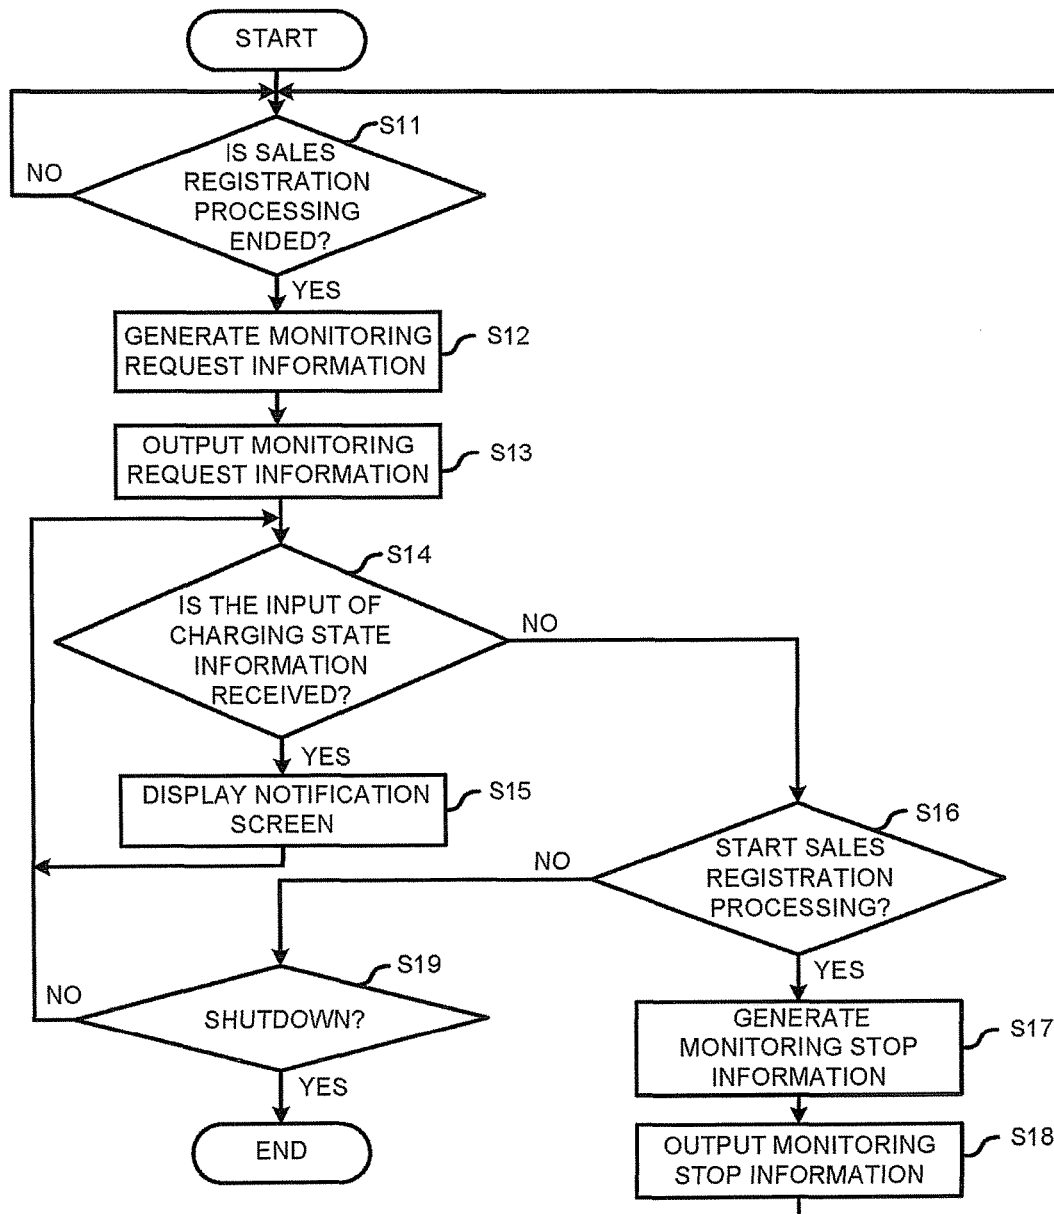 START
S11
IS SALES
REGISTRATION
PROCESSING
ENDED?
NO
YES
GENERATE MONITORING
REQUEST INFORMATION
S12
OUTPUT MONITORING
REQUEST INFORMATION
S13
S14
IS THE INPUT OF
CHARGING STATE
INFORMATION
RECEIVED?
NO
YES
DISPLAY NOTIFICATION
SCREEN
S15
S16
START SALES
REGISTRATION
PROCESSING?
NO
YES
S19
SHUTDOWN?
NO
YES
END
GENERATE
MONITORING STOP
INFORMATION
S17
OUTPUT MONITORING
STOP INFORMATION
S18